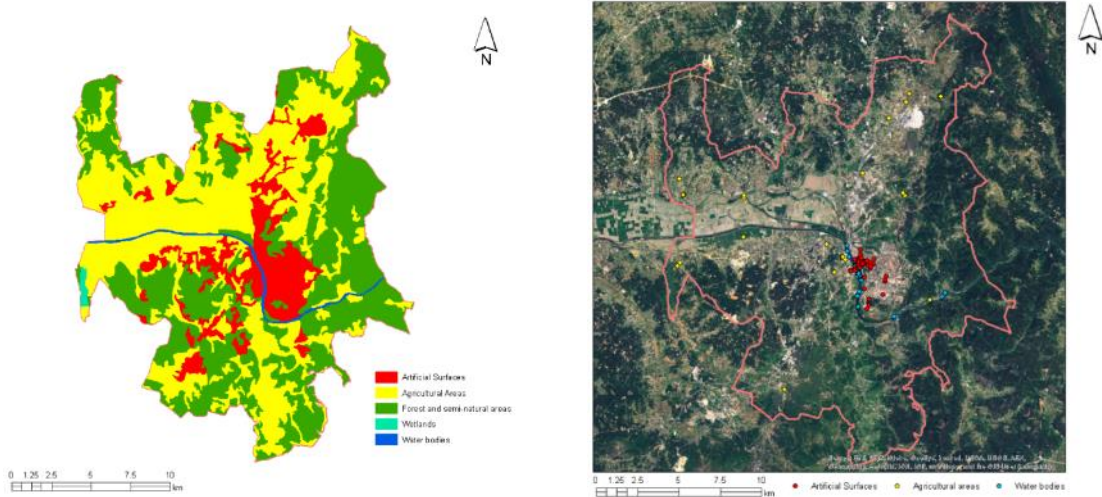 N
Artificial Surfaces
Agricultural Areas
Forest and semi-natural areas
Wetlands
Water bodies
0 1.25 2.5 5 7.5 10
km
N
0 1.25 2.5 5 7.5 10
km
Artificial Surfaces Agricultural areas Water bodies